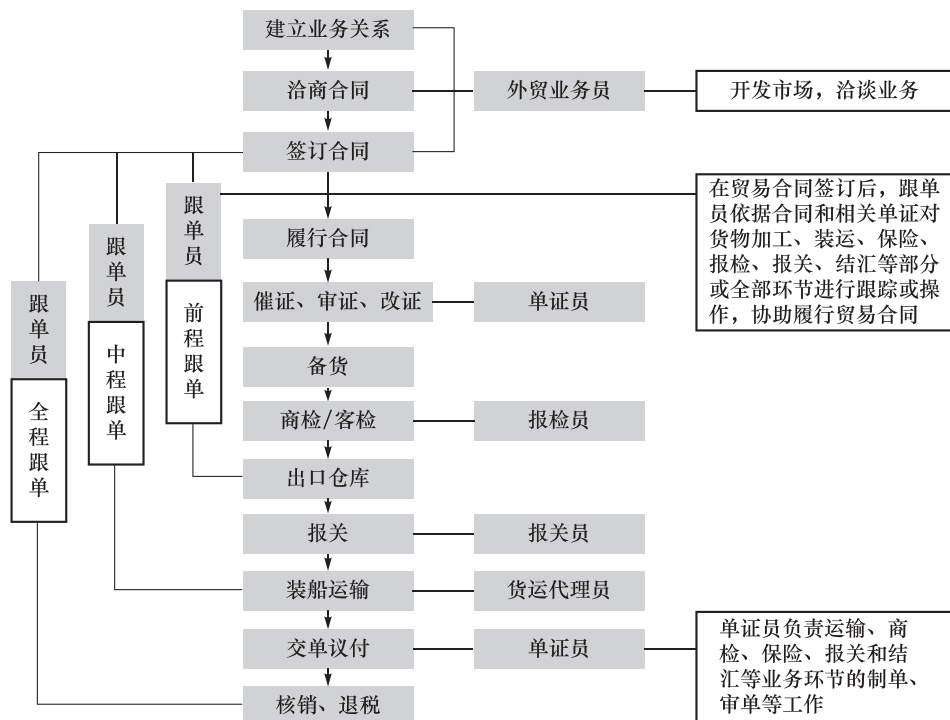 建立业务关系
洽商合同
外贸业务员
开发市场，洽谈业务
签订合同
跟单员
在贸易合同签订后，跟单
员依据合同和相关单证对
货物加工、装运、保险、
报检、报关、结汇等部分
或全部环节进行跟踪或操
作，协助履行贸易合同
跟单员
跟单员
前程跟单
中程跟单
全程跟单
履行合同
催证、审证、改证
单证员
备货
商检/客检
报检员
出口仓库
报关
报关员
装船运输
货运代理员
交单议付
单证员
单证员负责运输、商
检、保险、报关和结
汇等业务环节的制单、
审单等工作
核销、退税